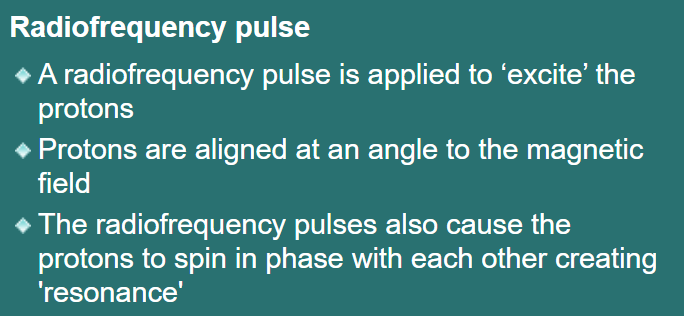 Radiofrequency pulse
A radiofrequency pulse is applied to ‘excite’ the
protons
Protons are aligned at an angle to the magnetic
field
The radiofrequency pulses also cause the
protons to spin in phase with each other creating
'resonance'